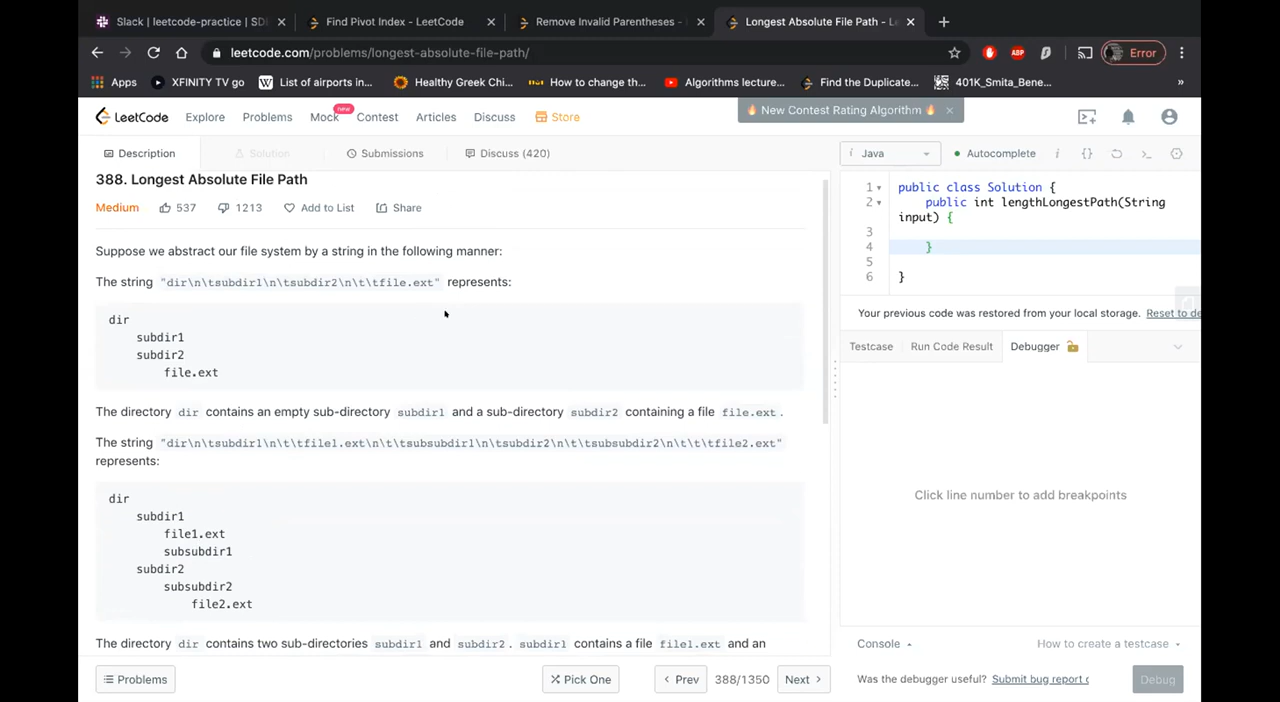 Slack | leetcode-practice | SDI
Find Pivot Index - LeetCode
Remove Invalid Parentheses -
Longest Absolute File Path - Le
leetcode.com/problems/longest-absolute-file-path/
ABP
Error
Apps
XFINITY TV go
List of airports in...
Healthy Greek Chi...
How to change th...
Algorithms lecture...
Find the Duplicate...
401K_Smita_Bene...
LeetCode
Explore
Problems
Mock
new
Contest
Articles
Discuss
Store
New Contest Rating Algorithm
Description
Solution
Submissions
Discuss (420)
Java
Autocomplete
388. Longest Absolute File Path
Medium
537
1213
Add to List
Share
Suppose we abstract our file system by a string in the following manner:
The string "dir\n\tsubdir1\n\tsubdir2\n\t\tfile.ext" represents:
dir
subdir1
subdir2
file.ext
The directory dir contains an empty sub-directory subdir1 and a sub-directory subdir2 containing a file file.ext.
The string "dir\n\tsubdir1\n\t\tfile1.ext\n\t\tsubsubdir1\n\tsubdir2\n\t\tsubsubdir2\n\t\t\tfile2.ext"
represents:
dir
subdir1
file1.ext
subsubdir1
subdir2
subsubdir2
file2.ext
The directory dir contains two sub-directories subdir1 and subdir2. subdir1 contains a file file1.ext and an
Problems
Pick One
Prev
388/1350
Next
1
public class Solution {
2
public int lengthLongestPath(String
input) {
3
4
}
5
6
}
Your previous code was restored from your local storage. Reset to de
Testcase
Run Code Result
Debugger
Click line number to add breakpoints
Console
How to create a testcase
Was the debugger useful? Submit bug report o
Debug